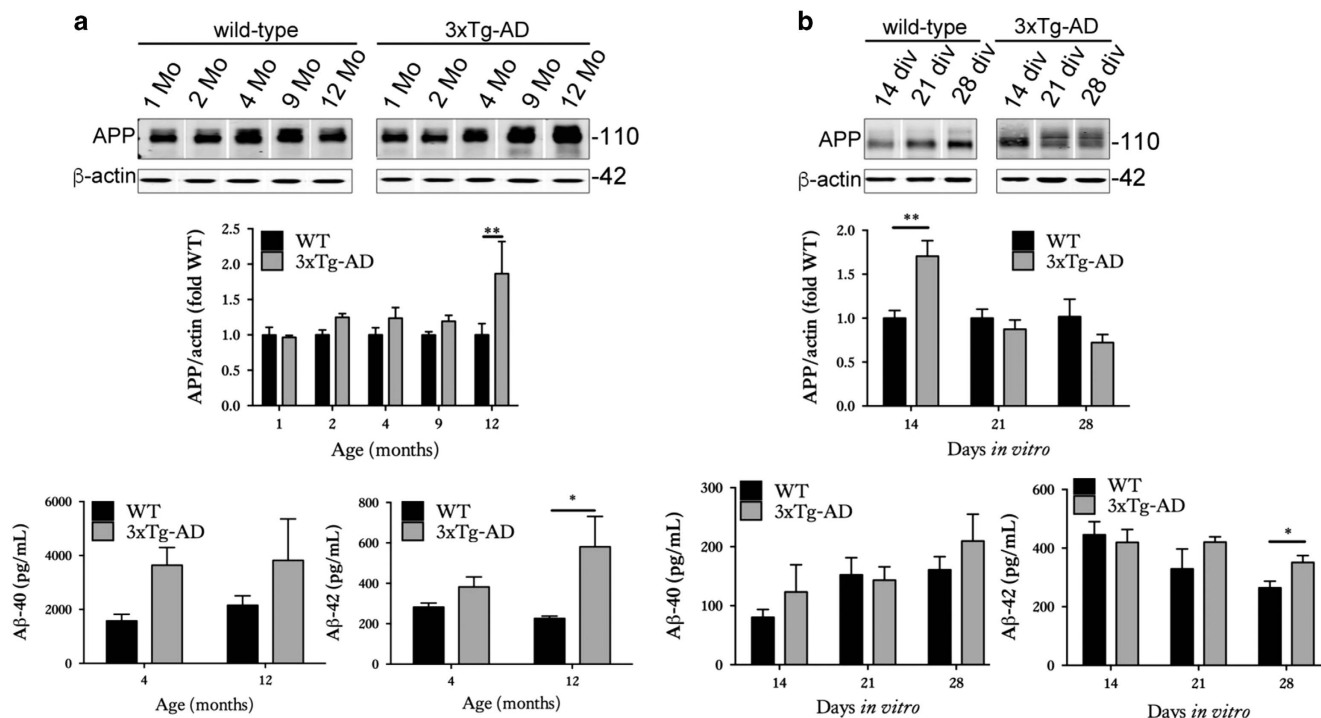 a
wild-type 3xTg-AD
1 Mo 2 Mo 4 Mo 9 Mo 12 Mo 1 Mo 2 Mo 4 Mo 9 Mo 12 Mo
APP -110
β-actin -42
APP/actin (fold WT)
2.5
2.0
1.5
1.0
0.5
0.0
WT
3xTg-AD
**
1 2 4 9 12
Age (months)
Aβ-40 (pg/mL)
6000
4000
2000
0
WT
3xTg-AD
4 12
Age (months)
Aβ-42 (pg/mL)
800
600
400
200
0
WT
3xTg-AD
*
4 12
Age (months)
b
wild-type 3xTg-AD
14 div 21 div 28 div 14 div 21 div 28 div
APP -110
β-actin -42
APP/actin (fold WT)
2.0
1.5
1.0
0.5
0.0
**
WT
3xTg-AD
14 21 28
Days in vitro
Aβ-40 (pg/mL)
300
200
100
0
WT
3xTg-AD
14 21 28
Days in vitro
Aβ-42 (pg/mL)
600
400
200
0
WT
3xTg-AD
*
14 21 28
Days in vitro